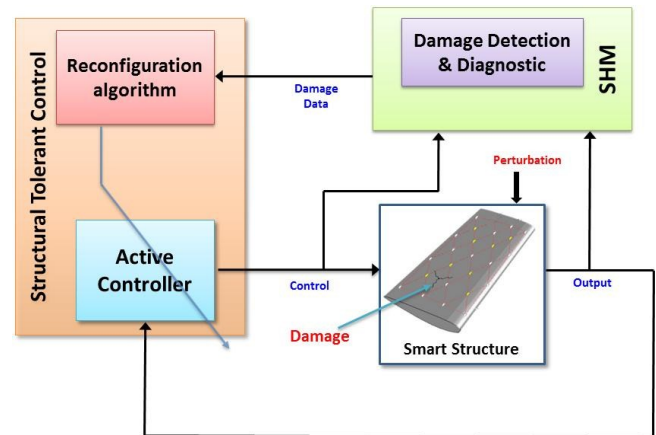 Structural Tolerant Control
Reconfiguration
algorithm
Damage
Data
Damage Detection
& Diagnostic
SHM
Perturbation
Active
Controller
Control
Damage
Smart Structure
Output